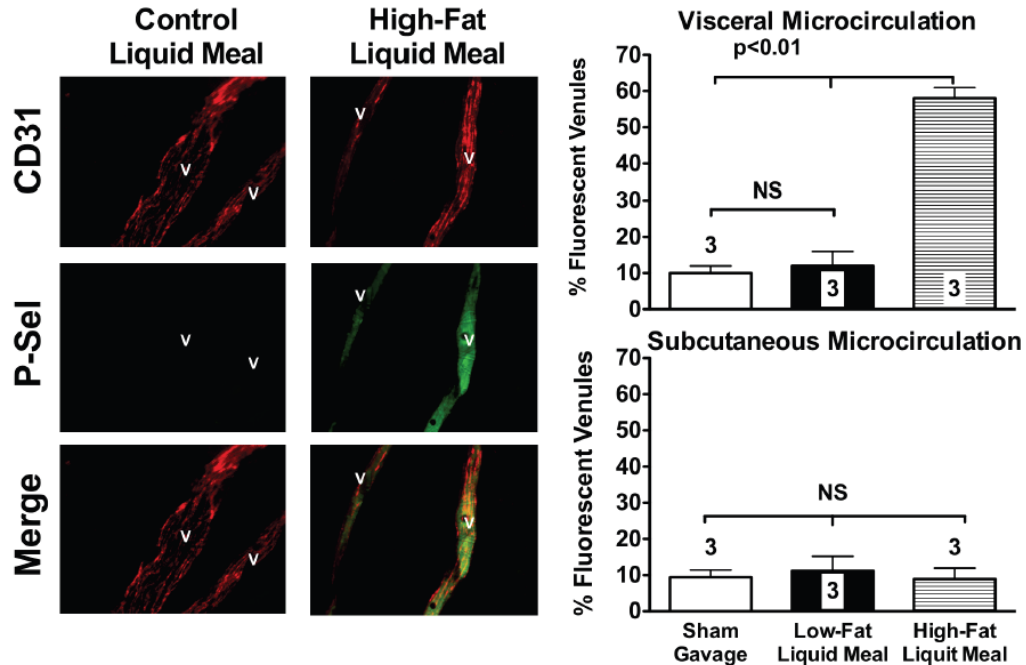 Control
Liquid Meal
High-Fat
Liquid Meal
CD31
V
V
V
V
P-Sel
V
V
V
V
Merge
V
V
V
V
Visceral Microcirculation
p<0.01
% Fluorescent Venules
70
60
50
40
30
20
10
0
NS
3
3
3
Subcutaneous Microcirculation
% Fluorescent Venules
70
60
50
40
30
20
10
0
NS
3
3
3
Sham
Gavage
Low-Fat
Liquid Meal
High-Fat
Liquit Meal